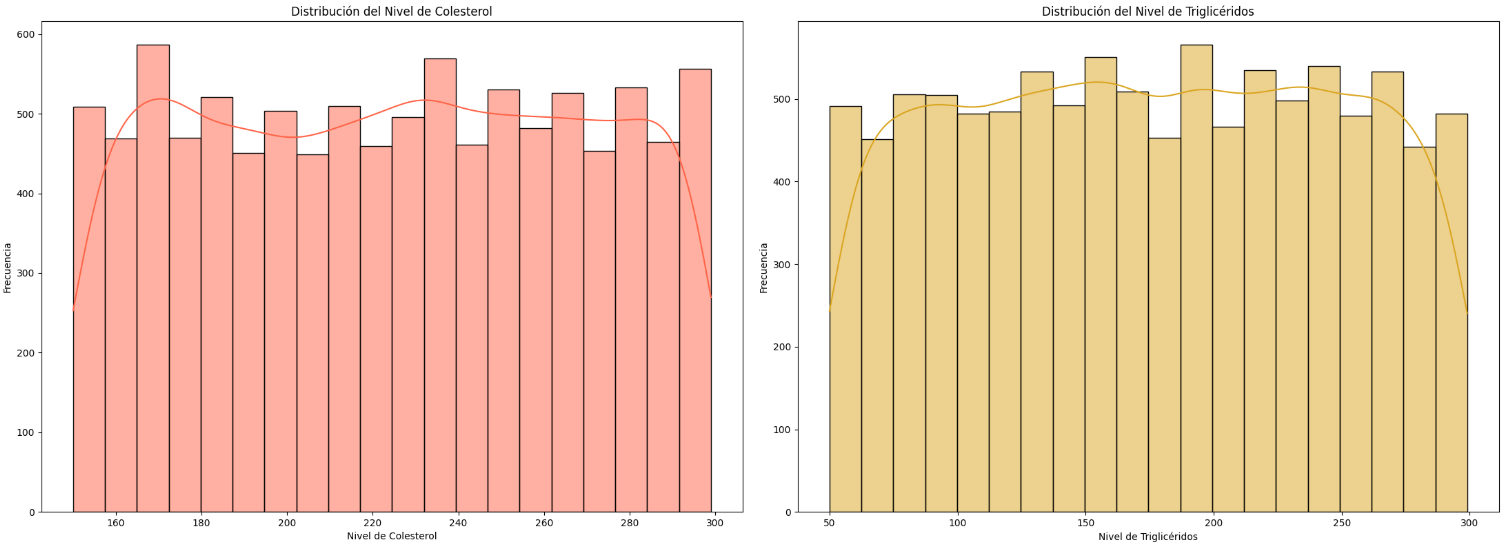 Distribución del Nivel de Colesterol
600
500
400
300
200
100
0
Frecuencia
160 180 200 220 240 260 280 300
Nivel de Colesterol
Distribución del Nivel de Triglicéridos
500
400
300
200
100
0
Frecuencia
50 100 150 200 250 300
Nivel de Triglicéridos